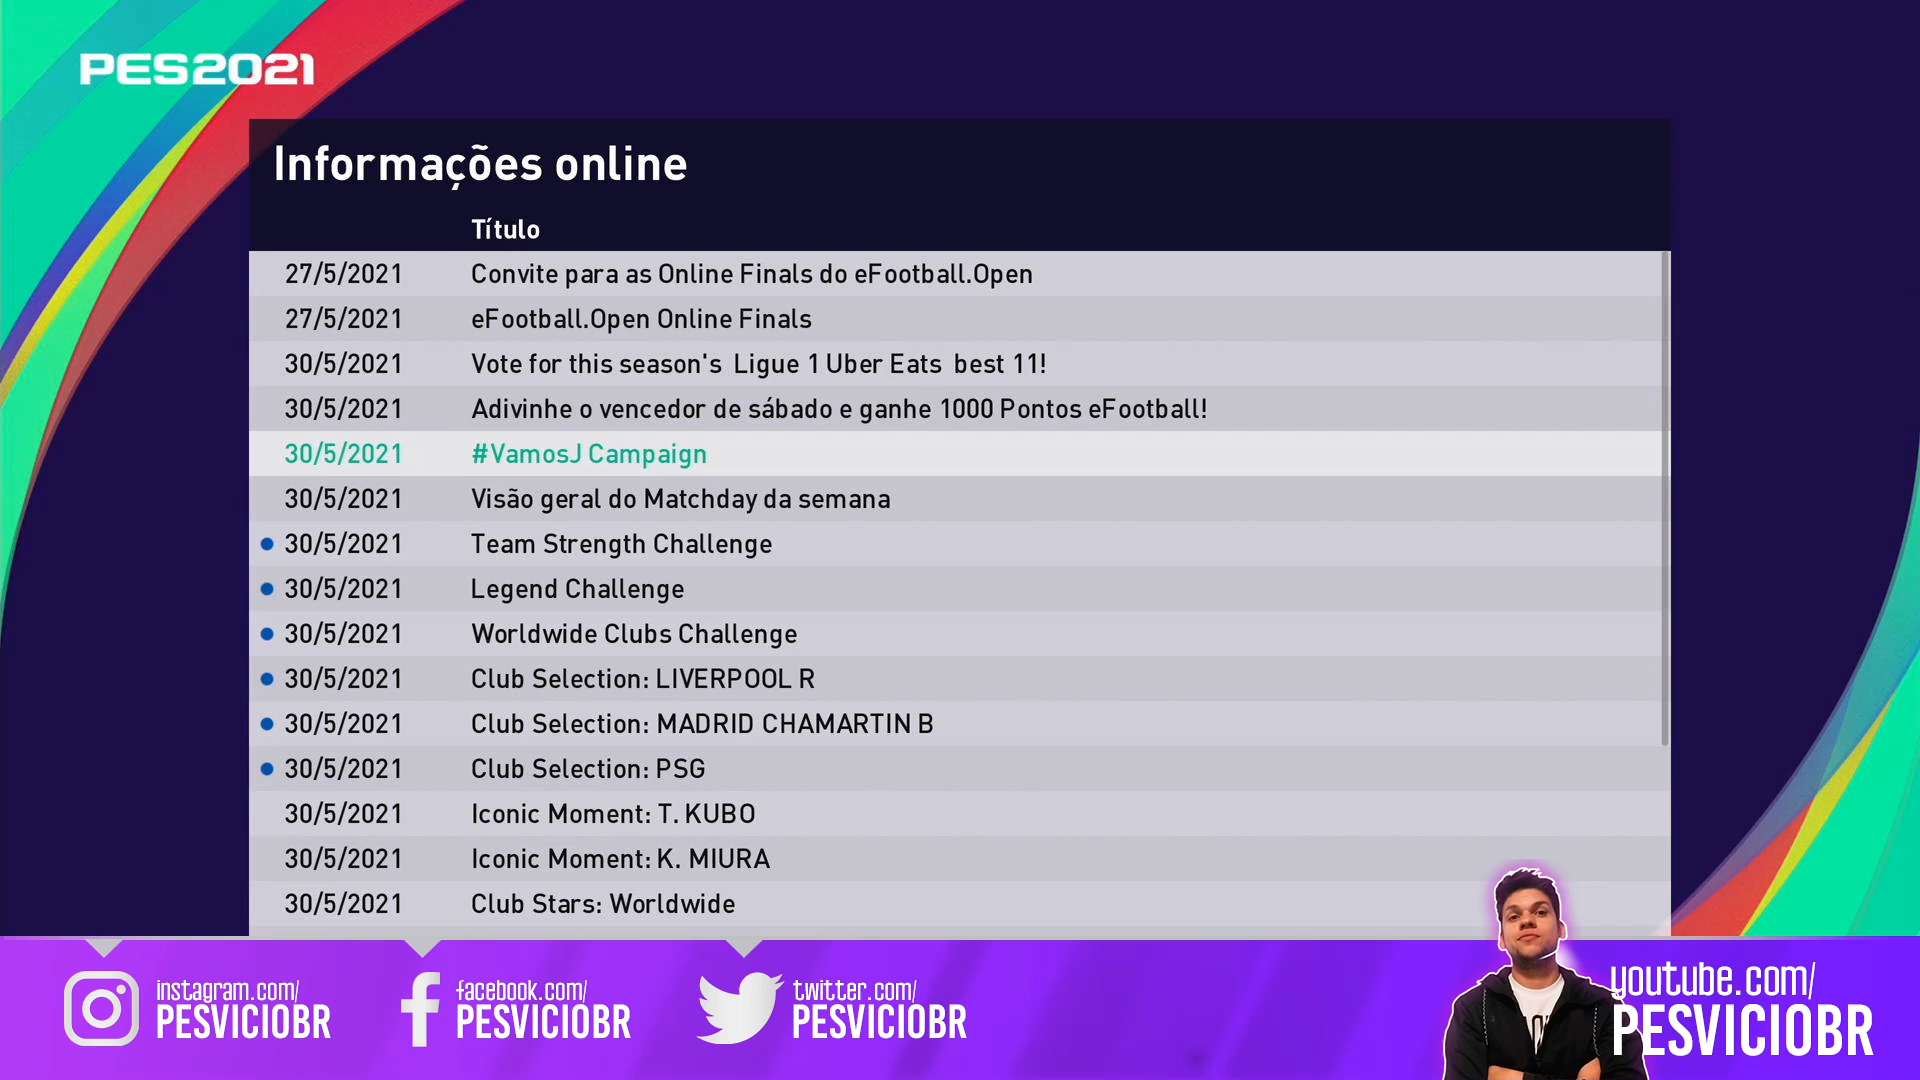 PES2021
Informações online
Título
27/5/2021 Convite para as Online Finals do eFootball.Open
27/5/2021 eFootball.Open Online Finals
30/5/2021 Vote for this season's Ligue 1 Uber Eats best 11!
30/5/2021 Adivinhe o vencedor de sábado e ganhe 1000 Pontos eFootball!
30/5/2021 #VamosJ Campaign
30/5/2021 Visão geral do Matchday da semana
30/5/2021 Team Strength Challenge
30/5/2021 Legend Challenge
30/5/2021 Worldwide Clubs Challenge
30/5/2021 Club Selection: LIVERPOOL R
30/5/2021 Club Selection: MADRID CHAMARTIN B
30/5/2021 Club Selection: PSG
30/5/2021 Iconic Moment: T. KUBO
30/5/2021 Iconic Moment: K. MIURA
30/5/2021 Club Stars: Worldwide
instagram.com/
PESVICIOBR
facebook.com/
PESVICIOBR
twitter.com/
PESVICIOBR
youtube.com/
PESVICIOBR